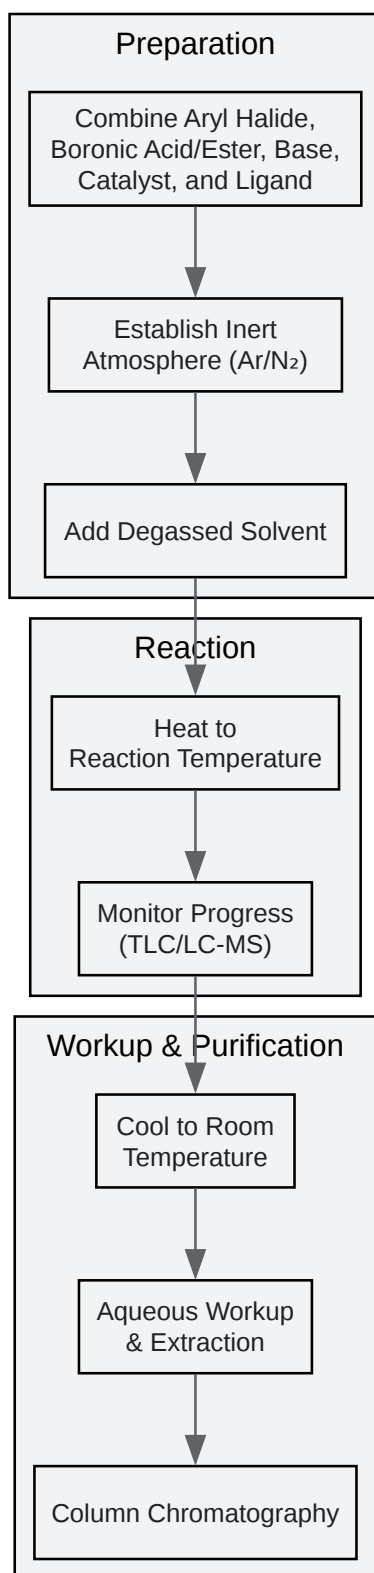 Preparation
Combine Aryl Halide,
Boronic Acid/Ester, Base,
Catalyst, and Ligand
Establish Inert
Atmosphere (Ar/N₂)
Add Degassed Solvent
Reaction
Heat to
Reaction Temperature
Monitor Progress
(TLC/LC-MS)
Workup & Purification
Cool to Room
Temperature
Aqueous Workup
& Extraction
Column Chromatography